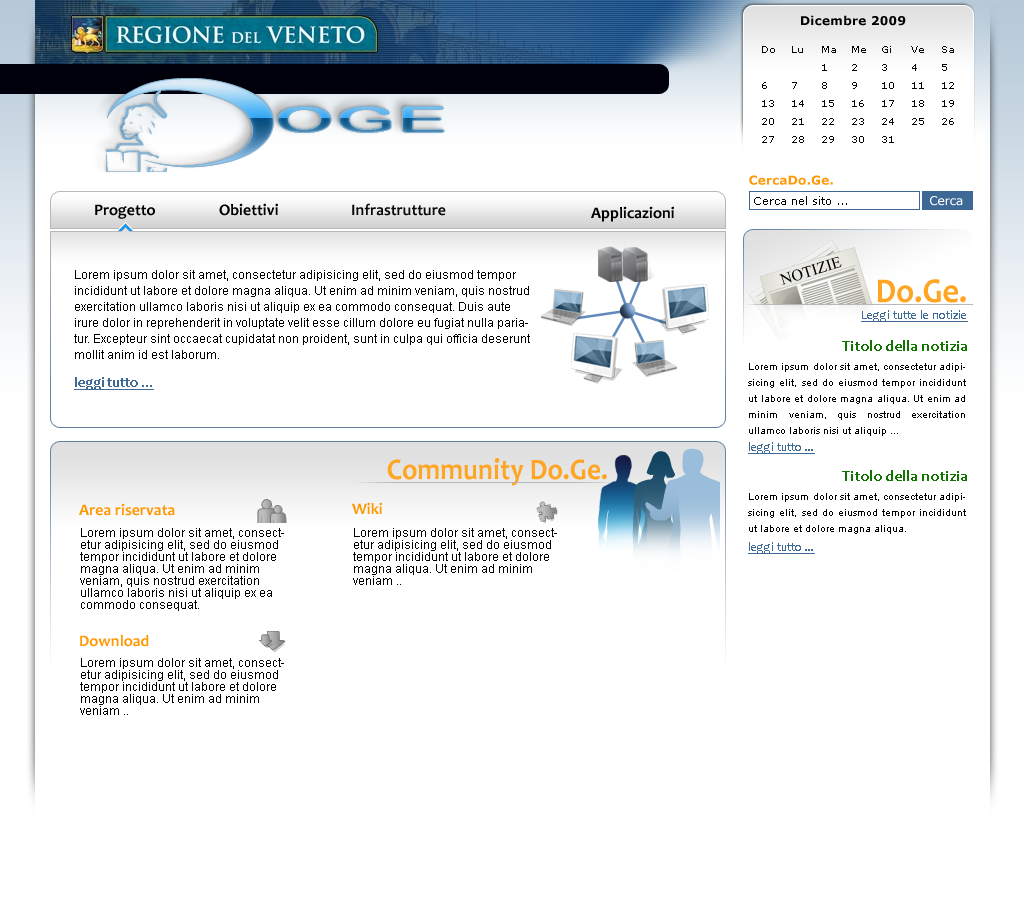 REGIONE DEL VENETO
DOGE
Dicembre 2009
Do Lu Ma Me Gi Ve Sa
1 2 3 4 5
6 7 8 9 10 11 12
13 14 15 16 17 18 19
20 21 22 23 24 25 26
27 28 29 30 31
CercaDo.Ge.
Cerca nel sito ... Cerca
Progetto Obiettivi Infrastrutture Applicazioni
Lorem ipsum dolor sit amet, consectetur adipisicing elit, sed do eiusmod tempor
incididunt ut labore et dolore magna aliqua. Ut enim ad minim veniam, quis nostrud
exercitation ullamco laboris nisi ut aliquip ex ea commodo consequat. Duis aute
irure dolor in reprehenderit in voluptate velit esse cillum dolore eu fugiat nulla paria-
tur. Excepteur sint occaecat cupidatat non proident, sunt in culpa qui officia deserunt
mollit anim id est laborum.
leggi tutto ...
NOTIZIE
Do.Ge.
Leggi tutte le notizie
Titolo della notizia
Lorem ipsum dolor sit amet, consectetur adipi-
sicing elit, sed do eiusmod tempor incididunt
ut labore et dolore magna aliqua. Ut enim ad
minim veniam, quis nostrud exercitation
ullamco laboris nisi ut aliquip ...
leggi tutto ...
Titolo della notizia
Lorem ipsum dolor sit amet, consectetur adipi-
sicing elit, sed do eiusmod tempor incididunt
ut labore et dolore magna aliqua.
leggi tutto ...
Community Do.Ge.
Area riservata
Lorem ipsum dolor sit amet, consect-
etur adipisicing elit, sed do eiusmod
tempor incididunt ut labore et dolore
magna aliqua. Ut enim ad minim
veniam, quis nostrud exercitation
ullamco laboris nisi ut aliquip ex ea
commodo consequat.
Wiki
Lorem ipsum dolor sit amet, consect-
etur adipisicing elit, sed do eiusmod
tempor incididunt ut labore et dolore
magna aliqua. Ut enim ad minim
veniam ..
Download
Lorem ipsum dolor sit amet, consect-
etur adipisicing elit, sed do eiusmod
tempor incididunt ut labore et dolore
magna aliqua. Ut enim ad minim
veniam ..